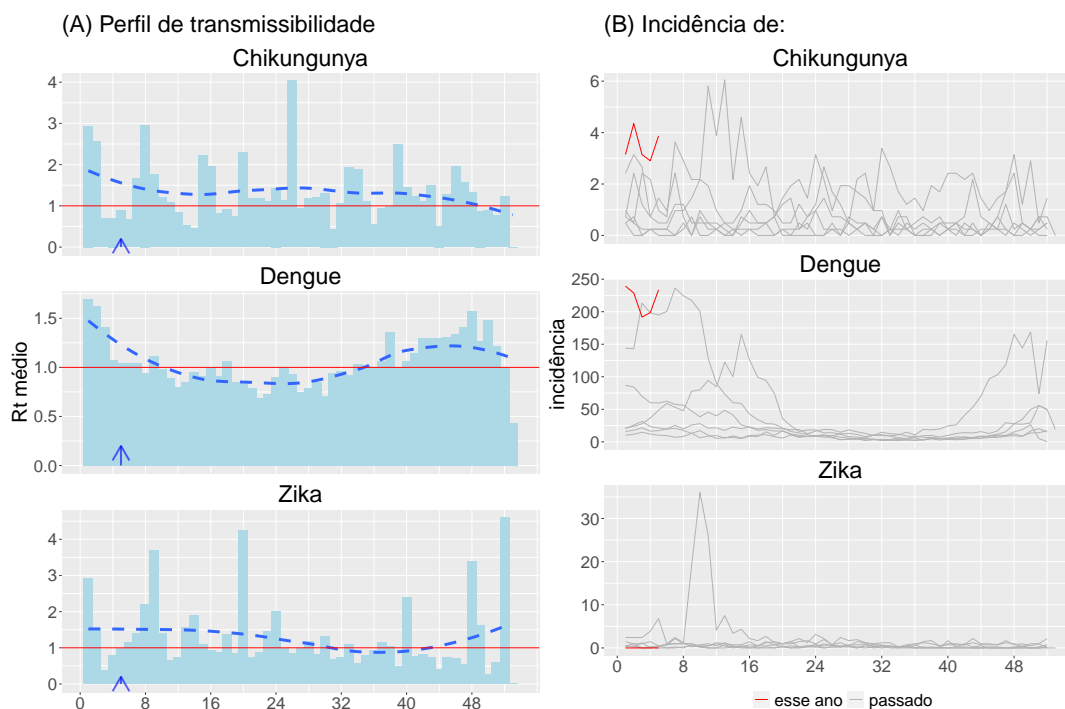 (A) Perfil de transmissibilidade
Chikungunya
4
3
2
1
0
Dengue
1.5
1.0
0.5
0.0
Zika
4
3
2
1
0
0 8 16 24 32 40 48
Rt médio
(B) Incidência de:
Chikungunya
6
4
2
0
Dengue
250
200
150
100
50
0
Zika
30
20
10
0
0 8 16 24 32 40 48
incidência
esse ano passado